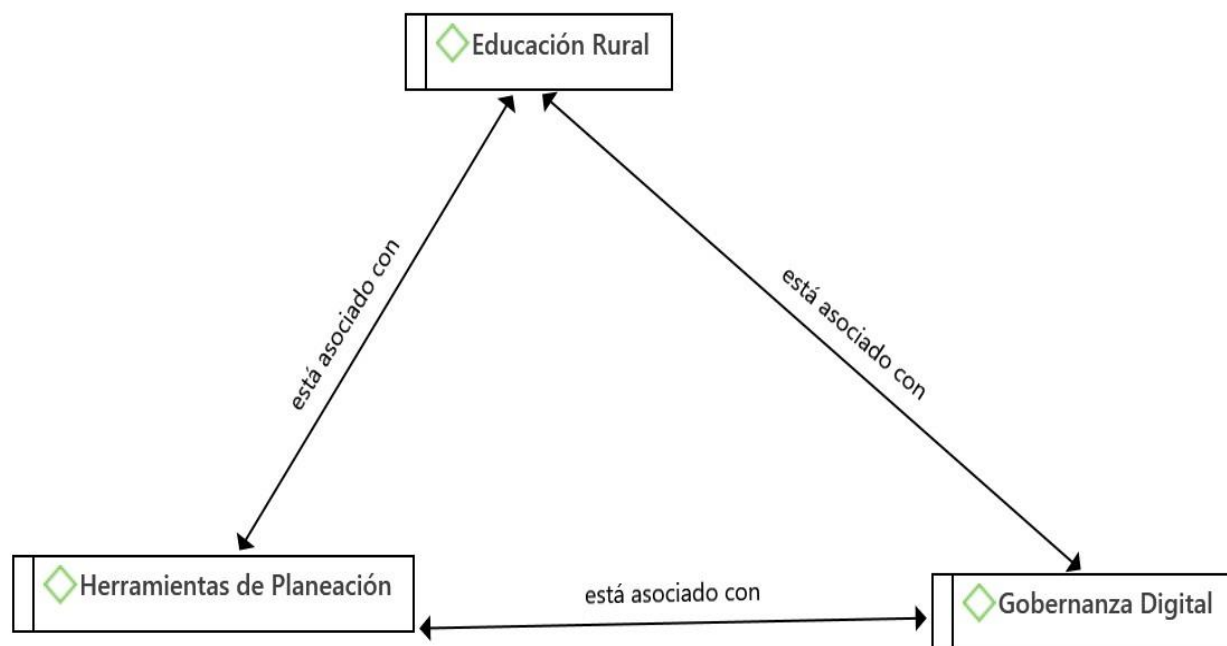 Educación Rural
está asociado con
está asociado con
Herramientas de Planeación
está asociado con
Gobernanza Digital